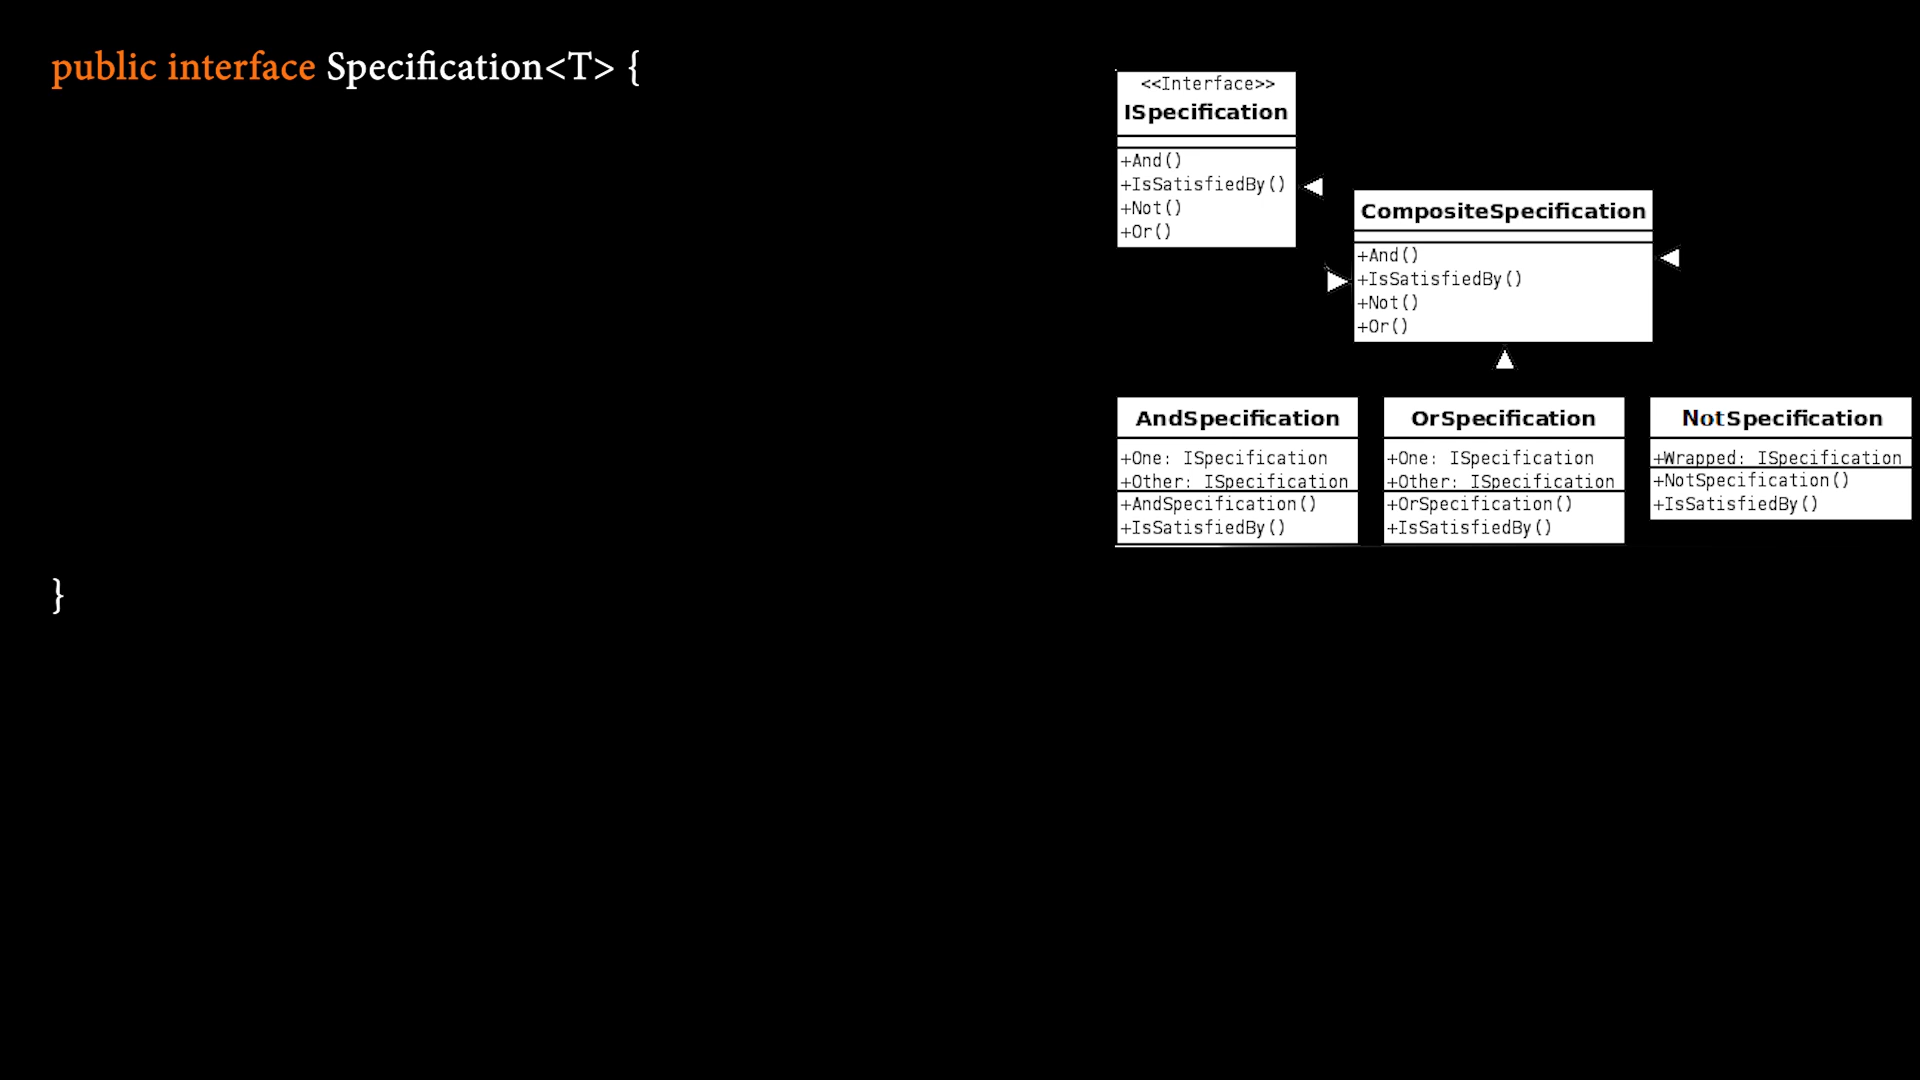 public interface Specification<T> {
}
<<Interface>>
ISpecification
+And()
+IsSatisfiedBy()
+Not()
+Or()
CompositeSpecification
+And()
+IsSatisfiedBy()
+Not()
+Or()
AndSpecification
+One: ISpecification
+Other: ISpecification
+AndSpecification()
+IsSatisfiedBy()
OrSpecification
+One: ISpecification
+Other: ISpecification
+OrSpecification()
+IsSatisfiedBy()
NotSpecification
+Wrapped: ISpecification
+NotSpecification()
+IsSatisfiedBy()